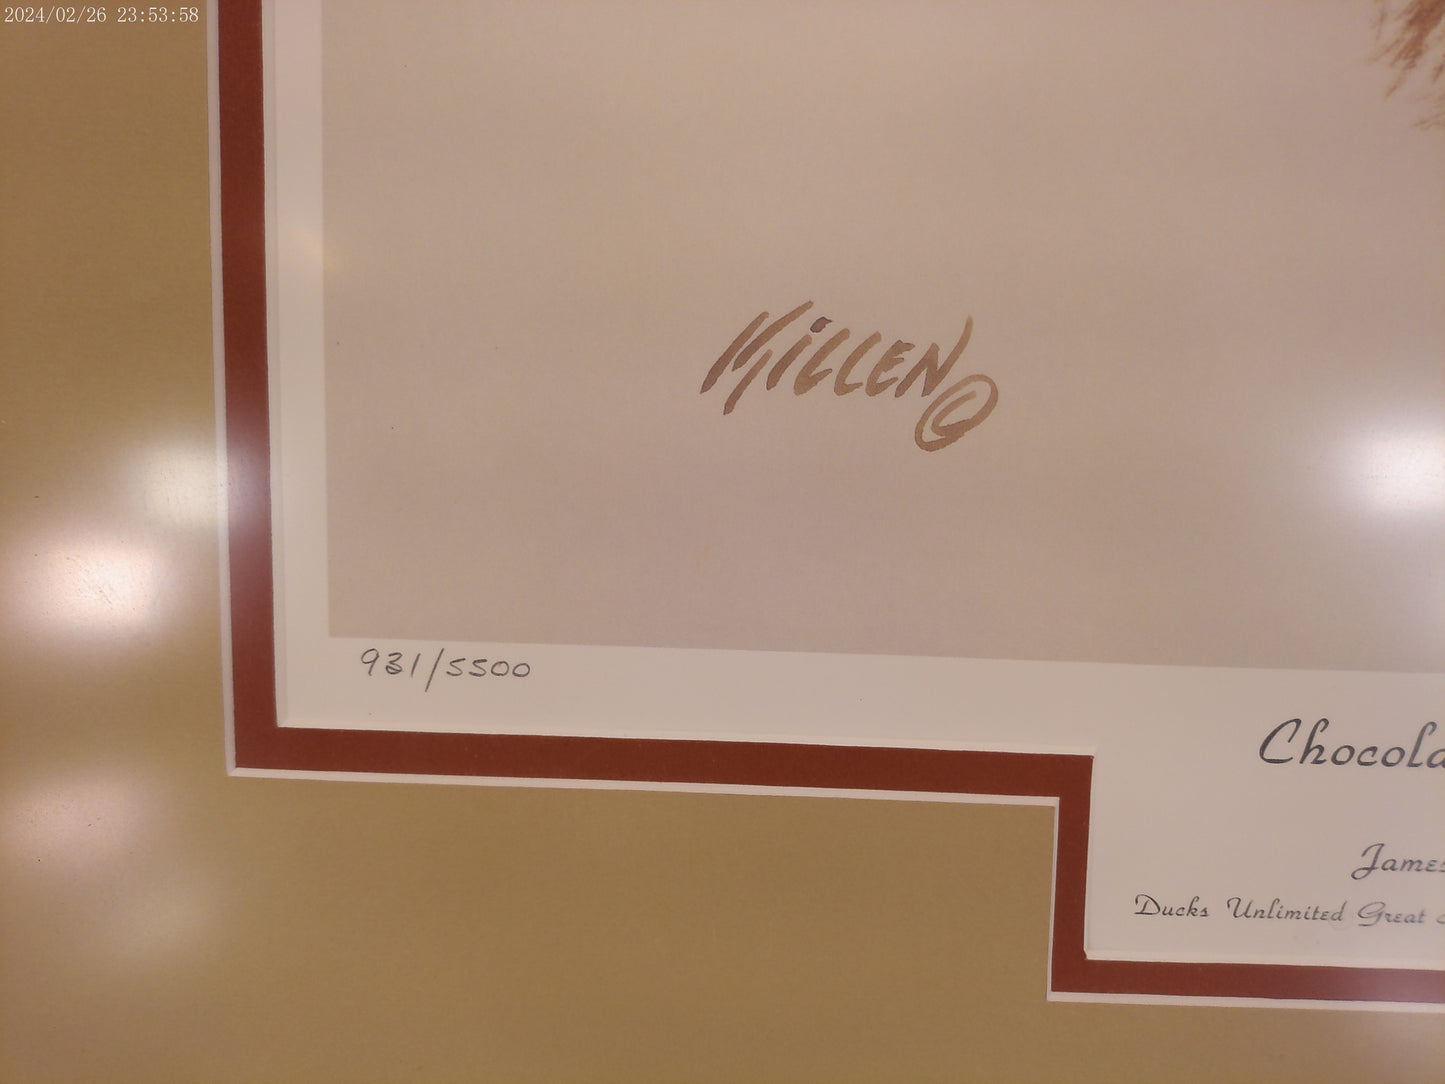 2024/02/26 23:53:58
KiLLEN ©
931/5500
Chocola
James
Ducks Unlimited Great